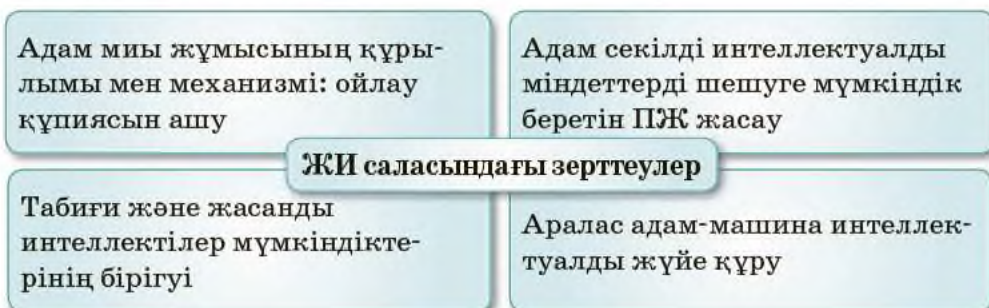 Адам миы жұмысының құры-
лымы мен механизмі: ойлау
құпиясын ашу
Адам секілді интеллектуалды
міндеттерді шешуге мүмкіндік
беретін ПЖ жасау
ЖИ саласындағы зерттеулер
Табиғи және жасанды
интеллектілер мүмкіндікте-
рінің бірігуі
Аралас адам-машина интеллек-
туалды жүйе құру